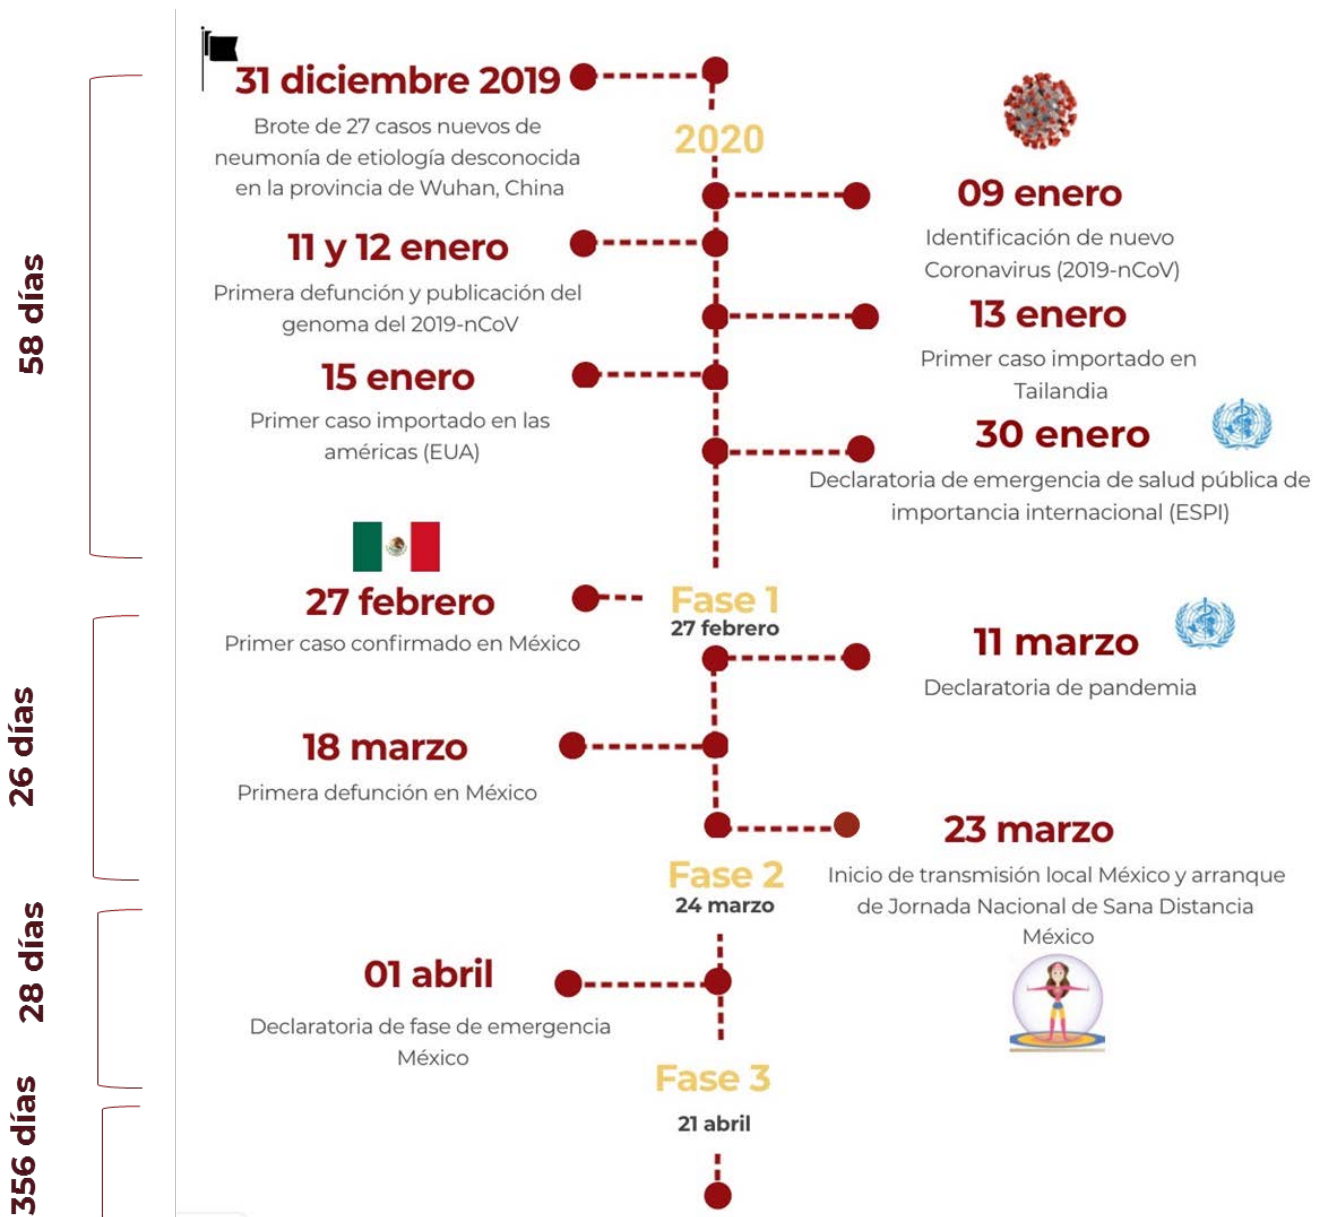 58 días
31 diciembre 2019
Brote de 27 casos nuevos de
neumonía de etiología desconocida
en la provincia de Wuhan, China
2020
09 enero
Identificación de nuevo
Coronavirus (2019-nCoV)
11 y 12 enero
Primera defunción y publicación del
genoma del 2019-nCoV
13 enero
Primer caso importado en
Tailandia
15 enero
Primer caso importado en las
américas (EUA)
30 enero
Declaratoria de emergencia de salud pública de
importancia internacional (ESPI)
26 días
27 febrero
Primer caso confirmado en México
Fase 1
27 febrero
11 marzo
Declaratoria de pandemia
18 marzo
Primera defunción en México
23 marzo
Inicio de transmisión local México y arranque
de Jornada Nacional de Sana Distancia
México
28 días
Fase 2
24 marzo
01 abril
Declaratoria de fase de emergencia
México
356 días
Fase 3
21 abril